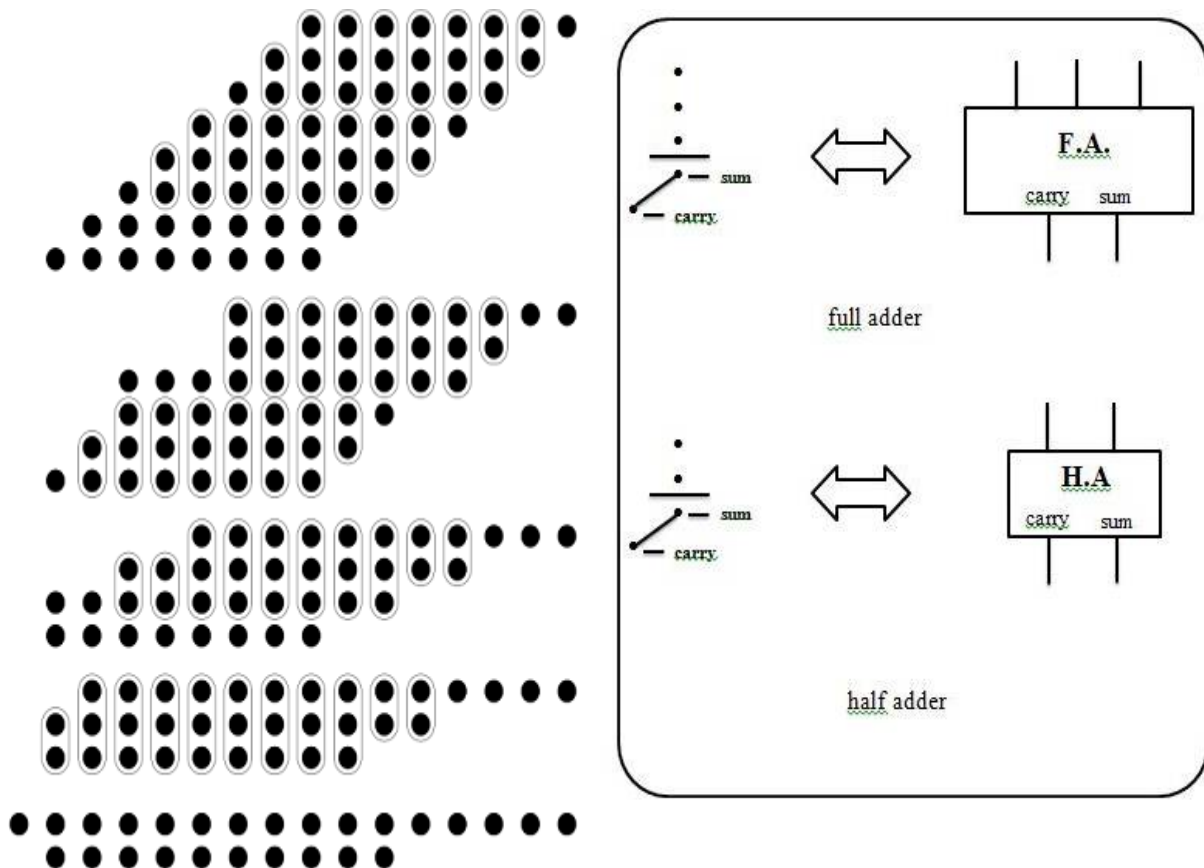 F.A.
sum
carry
carry sum
full adder
H.A
sum
carry
carry sum
half adder